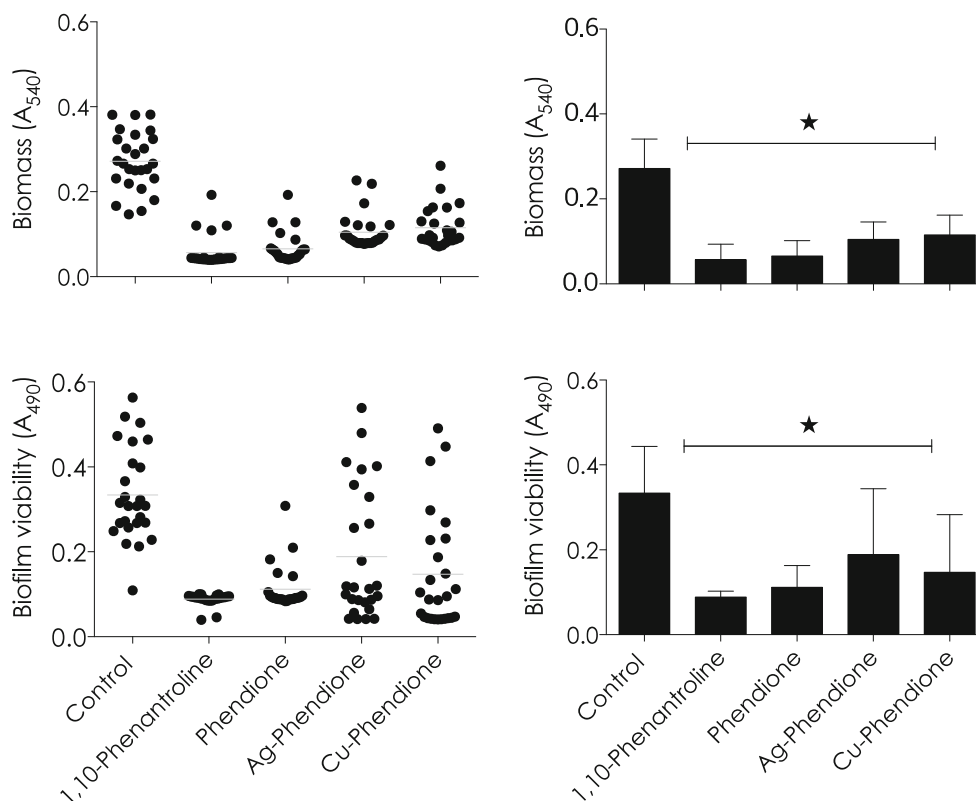 Biomass (A540)
0.6
0.4
0.2
0.0
Biomass (A540)
0.6
0.4
0.2
0.0
★
Biofilm viability (A490)
0.6
0.4
0.2
0.0
Control
1,10-Phenantroline
Phendione
Ag-Phendione
Cu-Phendione
Biofilm viability (A490)
0.6
0.4
0.2
0.0
★
Control
1,10-Phenantroline
Phendione
Ag-Phendione
Cu-Phendione